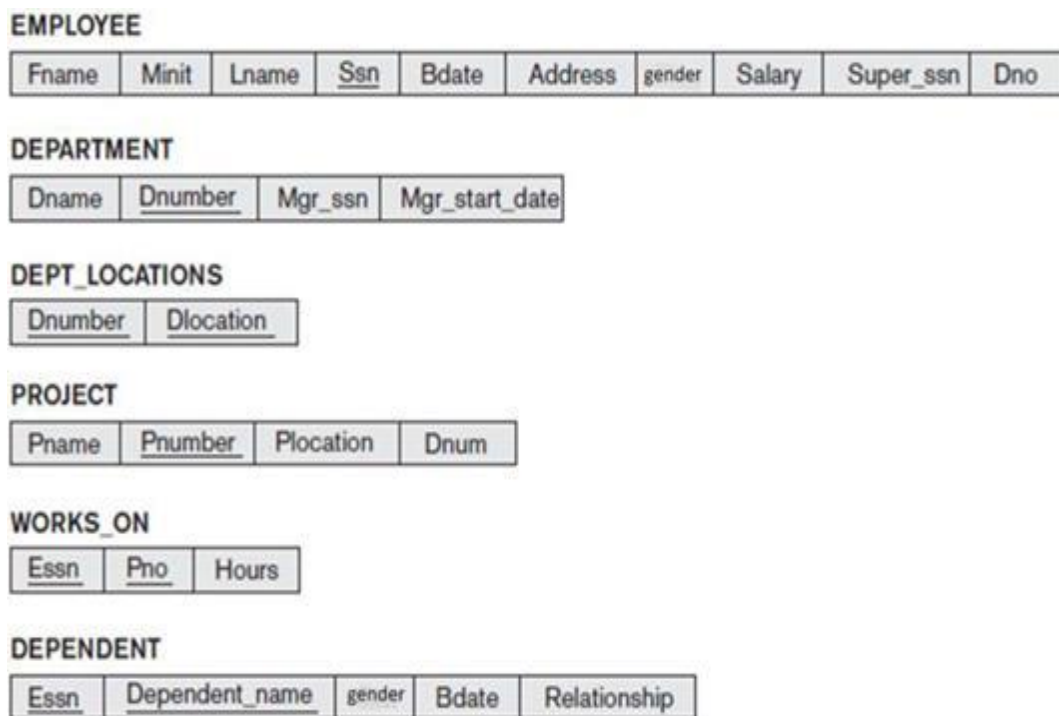 EMPLOYEE
Fname Minit Lname Ssn Bdate Address gender Salary Super_ssn Dno
DEPARTMENT
Dname Dnumber Mgr_ssn Mgr_start_date
DEPT_LOCATIONS
Dnumber Dlocation
PROJECT
Pname Pnumber Plocation Dnum
WORKS_ON
Essn Pno Hours
DEPENDENT
Essn Dependent_name gender Bdate Relationship